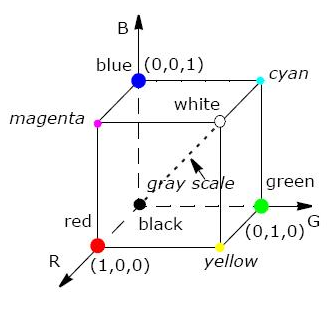 B
blue (0,0,1)
cyan
magenta
white
gray scale
green
red
black
G
(0,1,0)
R
(1,0,0)
yellow